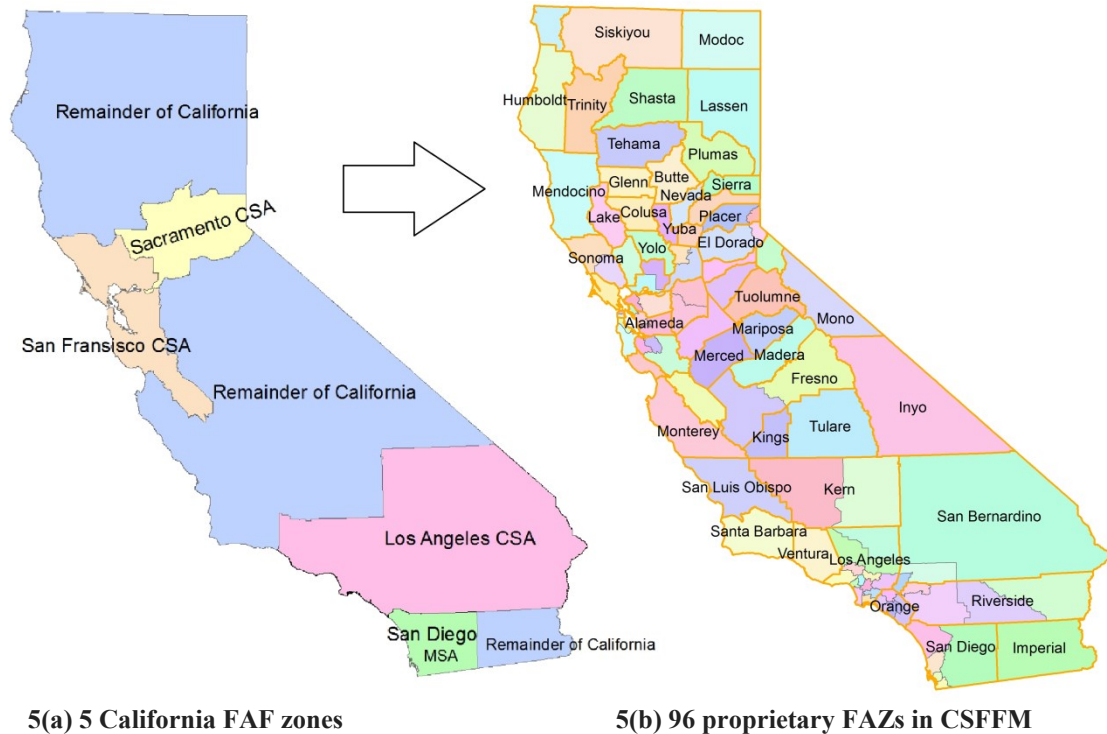 Remainder of California
Sacramento CSA
San Fransisco CSA
Remainder of California
Los Angeles CSA
San Diego
MSA
Remainder of California
Siskiyou
Modoc
Humboldt
Trinity
Shasta
Lassen
Tehama
Plumas
Mendocino
Glenn
Butte
Sierra
Nevada
Lake
Colusa
Yuba
Placer
Sonoma
Yolo
El Dorado
Tuolumne
Mono
Alameda
Mariposa
Merced
Madera
Fresno
Inyo
Monterey
Kings
Tulare
San Luis Obispo
Kern
San Bernardino
Santa Barbara
Ventura
Los Angeles
Orange
Riverside
San Diego
Imperial
5(a) 5 California FAF zones
5(b) 96 proprietary FAZs in CSFFM